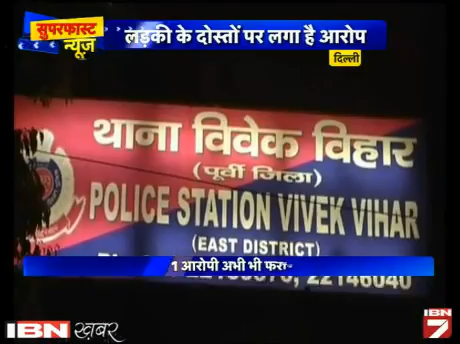 सुपरफास्ट
न्यूज़
लड़की के दोस्तों पर लगा है आरोप
दिल्ली
थाना विवेक विहार
(पूर्वी जिला)
POLICE STATION VIVEK VIHAR
(EAST DISTRICT)
1 आरोपी अभी भी
22146040
IBN ख़बर
IBN
7